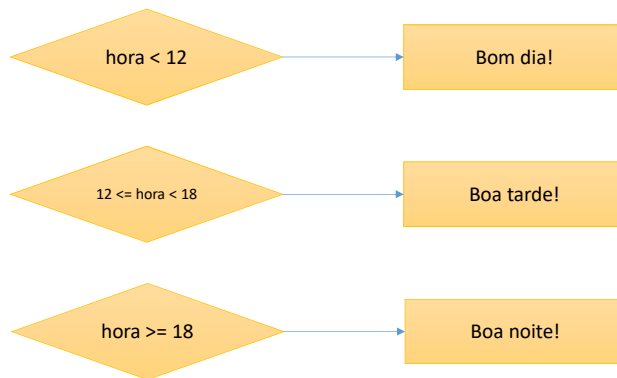 hora < 12
Bom dia!
12 <= hora < 18
Boa tarde!
hora >= 18
Boa noite!